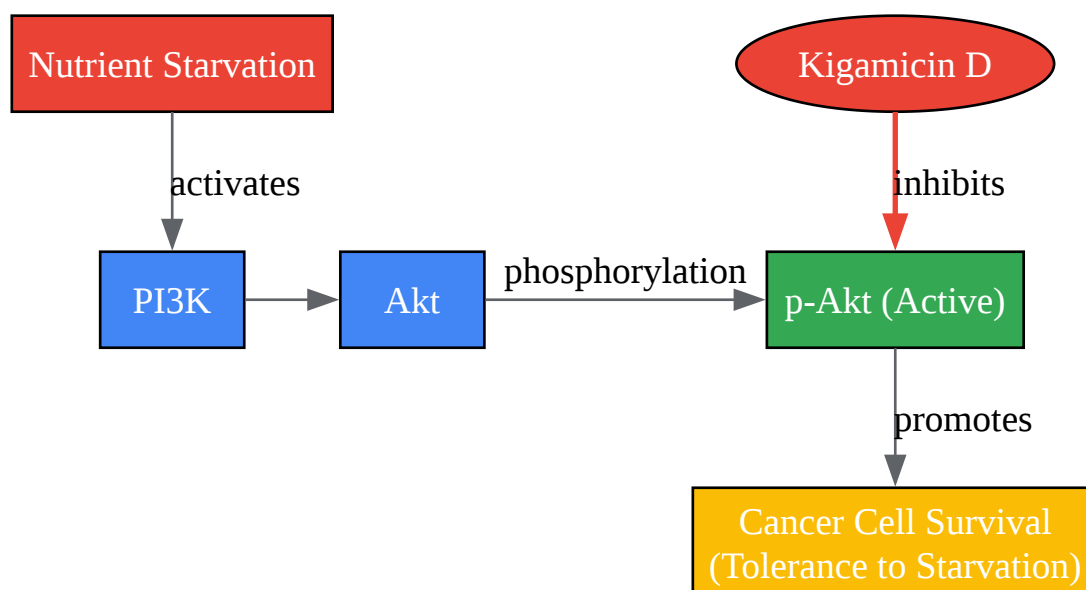 Nutrient Starvation
Kigamicin D
activates
inhibits
PI3K
Akt
phosphorylation
p-Akt (Active)
promotes
Cancer Cell Survival
(Tolerance to Starvation)